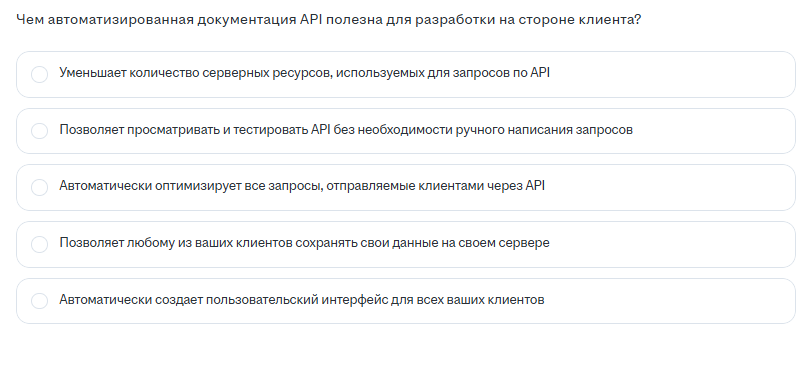 Чем автоматизированная документация API полезна для разработки на стороне клиента?
Уменьшает количество серверных ресурсов, используемых для запросов по API
Позволяет просматривать и тестировать API без необходимости ручного написания запросов
Автоматически оптимизирует все запросы, отправляемые клиентами через API
Позволяет любому из ваших клиентов сохранять свои данные на своем сервере
Автоматически создает пользовательский интерфейс для всех ваших клиентов